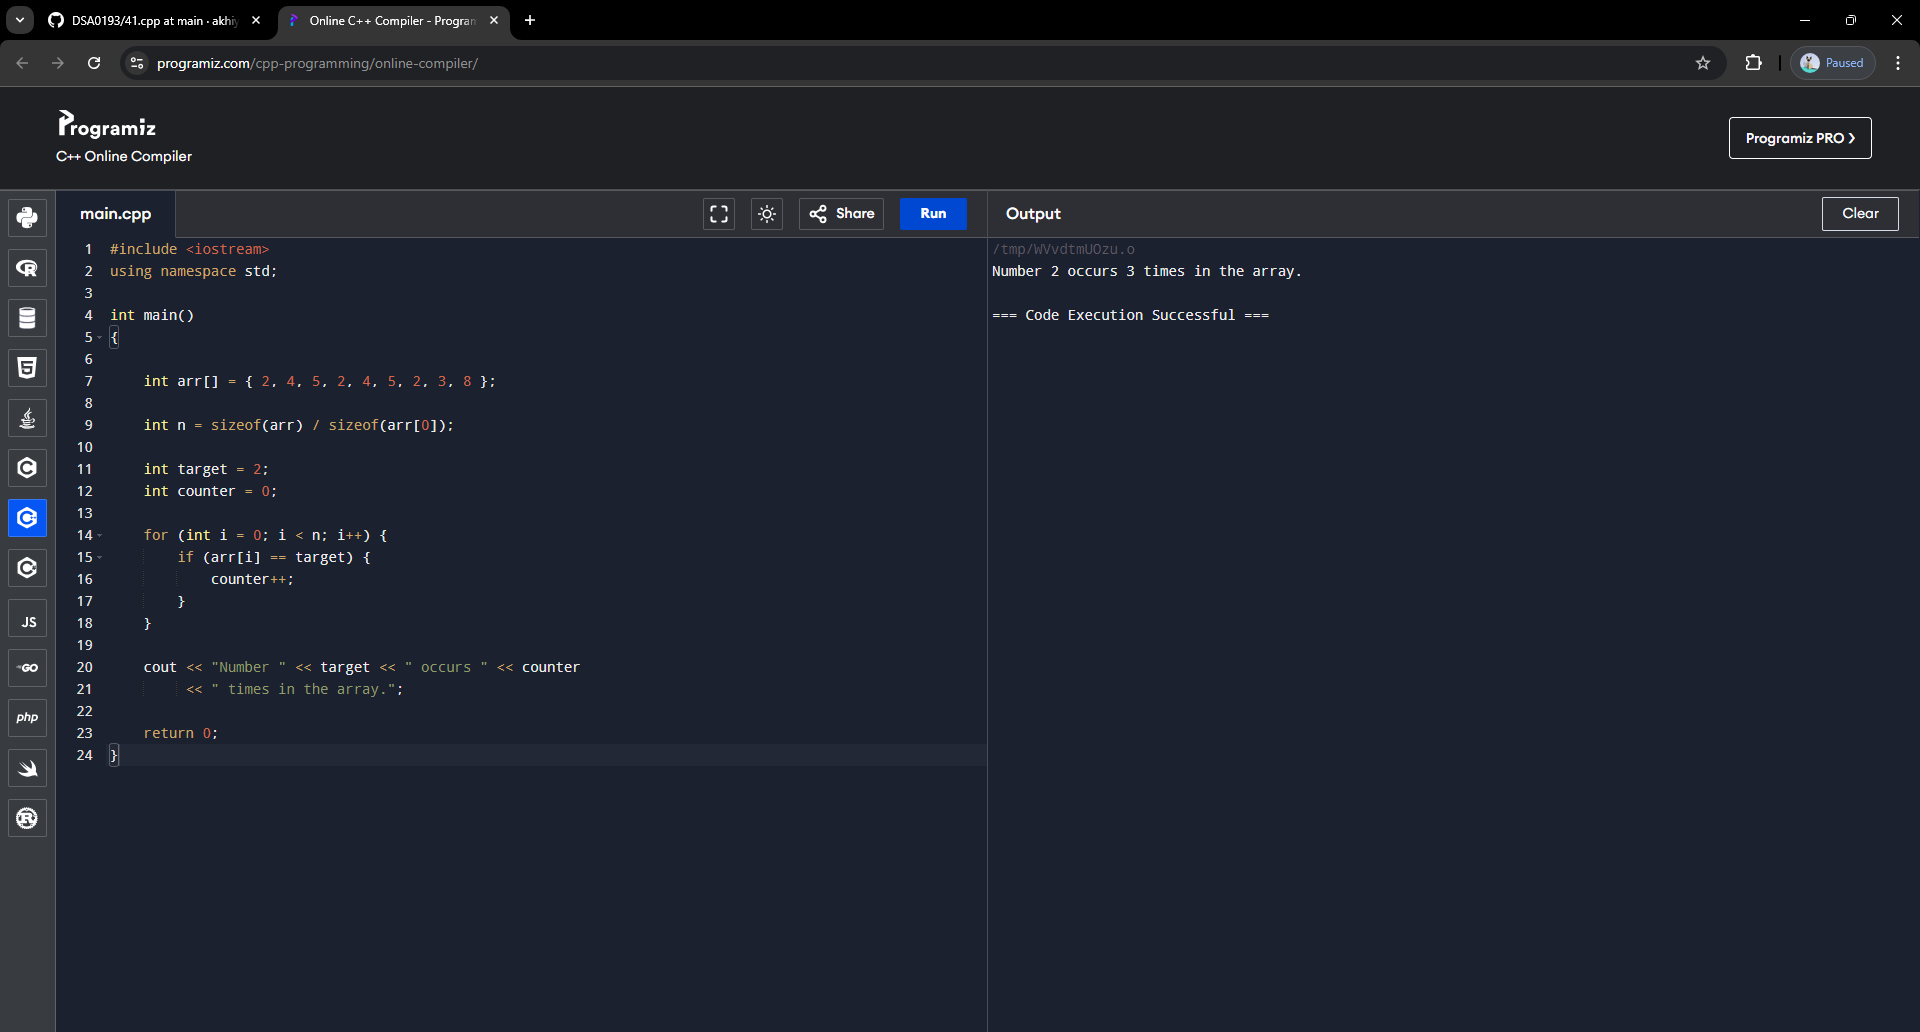 DSA0193/41.cpp at main · akhiy
Online C++ Compiler - Program
programiz.com/cpp-programming/online-compiler/
Paused
Programiz
C++ Online Compiler
Programiz PRO ❯
main.cpp
Share
Run
Output
Clear
1 #include <iostream>
2 using namespace std;
3
4 int main()
5 {
6
7     int arr[] = { 2, 4, 5, 2, 4, 5, 2, 3, 8 };
8
9     int n = sizeof(arr) / sizeof(arr[0]);
10
11     int target = 2;
12     int counter = 0;
13
14     for (int i = 0; i < n; i++) {
15         if (arr[i] == target) {
16             counter++;
17         }
18     }
19
20     cout << "Number " << target << " occurs " << counter
21          << " times in the array.";
22
23     return 0;
24 }
/tmp/WVvdtmUOzu.o
Number 2 occurs 3 times in the array.
=== Code Execution Successful ===
JS
GO
php